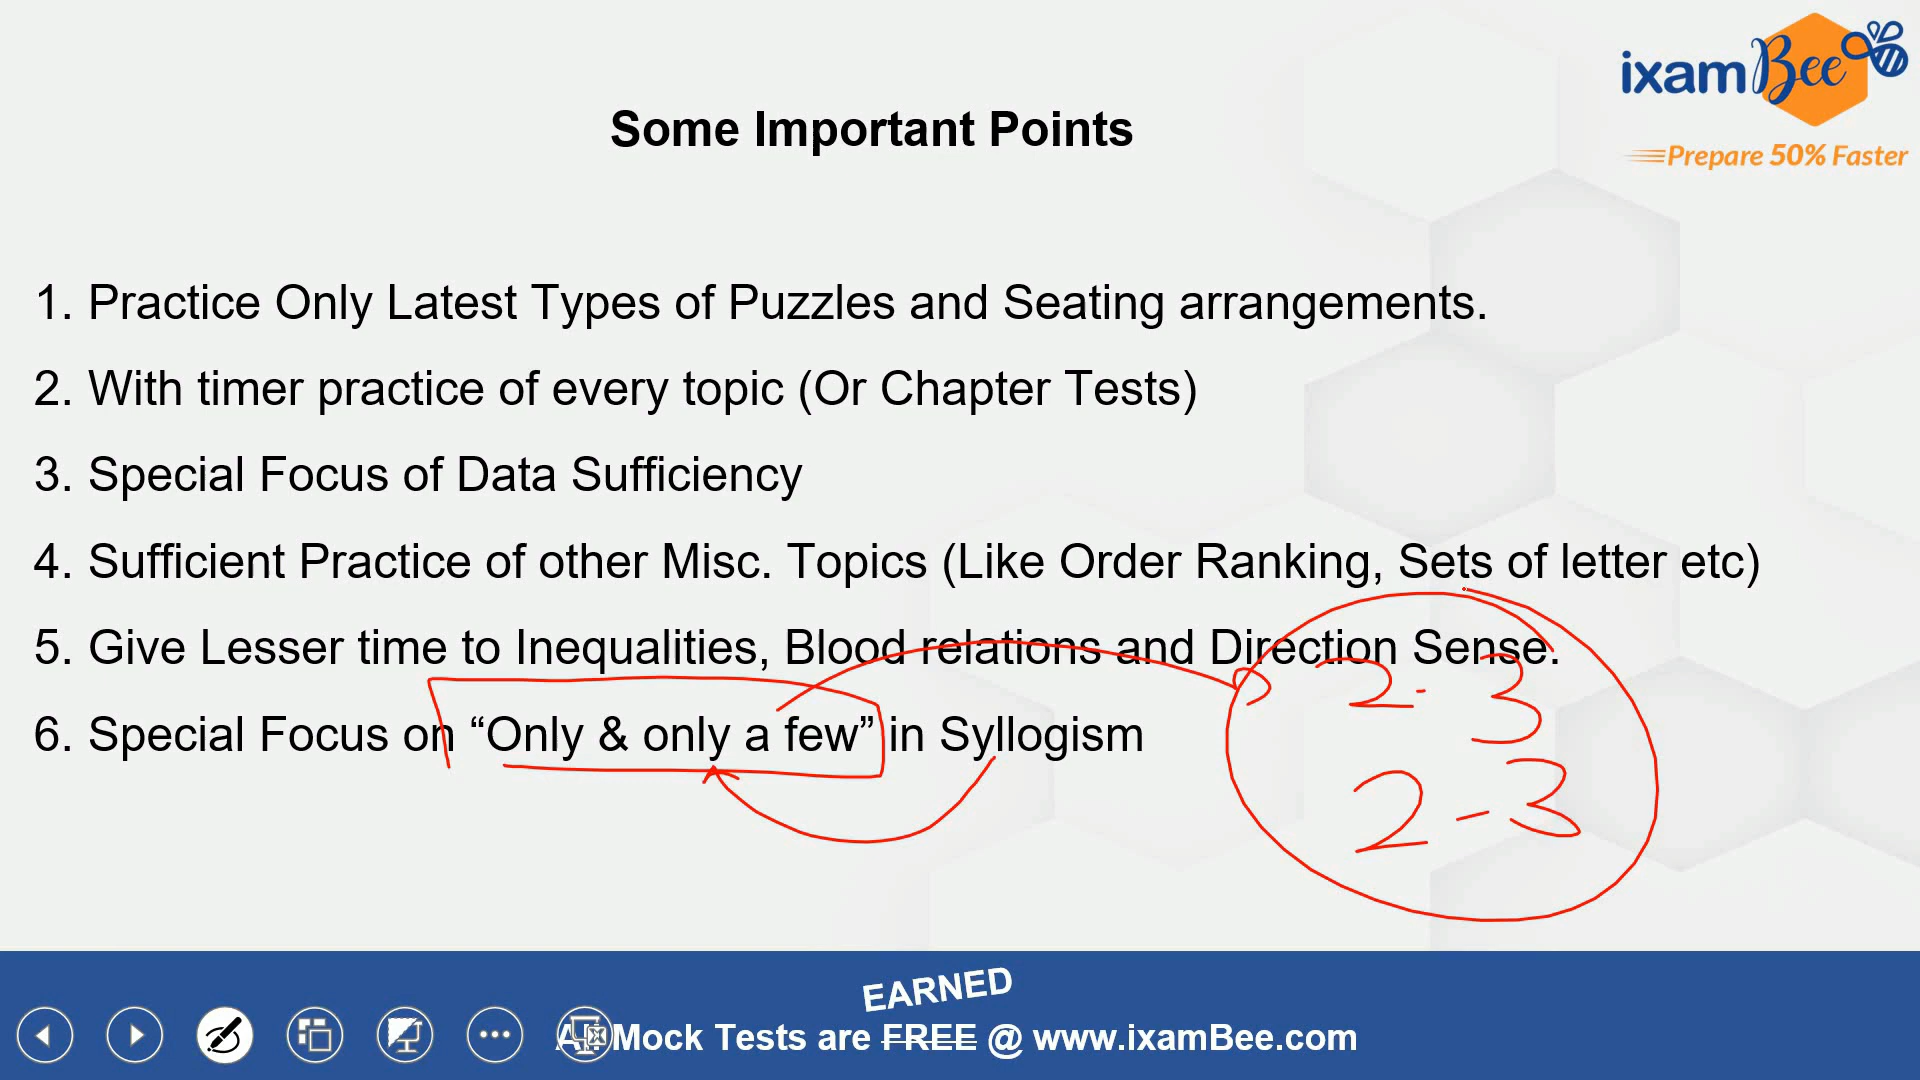 ixamBee
Prepare 50% Faster
Some Important Points
1. Practice Only Latest Types of Puzzles and Seating arrangements.
2. With timer practice of every topic (Or Chapter Tests)
3. Special Focus of Data Sufficiency
4. Sufficient Practice of other Misc. Topics (Like Order Ranking, Sets of letter etc)
5. Give Lesser time to Inequalities, Blood relations and Direction Sense.
2-3
6. Special Focus on “Only & only a few” in Syllogism
2-3
EARNED
Mock Tests are FREE @ www.ixamBee.com